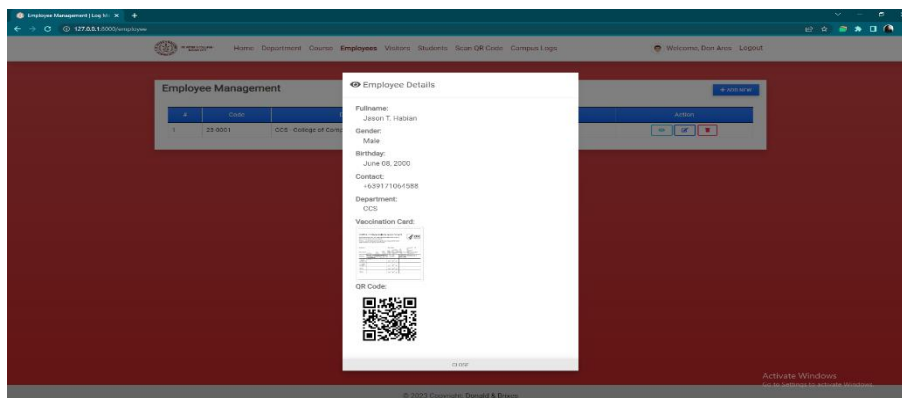 Employee Management | Log M
127.0.0.1:8000/employee
Home Department Course Employees Visitors Students Scan QR Code Campus Logs
Welcome, Don Ares Logout
Employee Management
+ ADD NEW
# Code
Action
1 23-0001 CCS - College of Comp
Employee Details
Fullname:
Jason T. Hablan
Gender:
Male
Birthday:
June 08, 2000
Contact:
+639171064588
Department:
CCS
Vaccination Card:
QR Code:
CLOSE
Activate Windows
Go to Settings to activate Windows.
© 2023 Copyright: Donald &